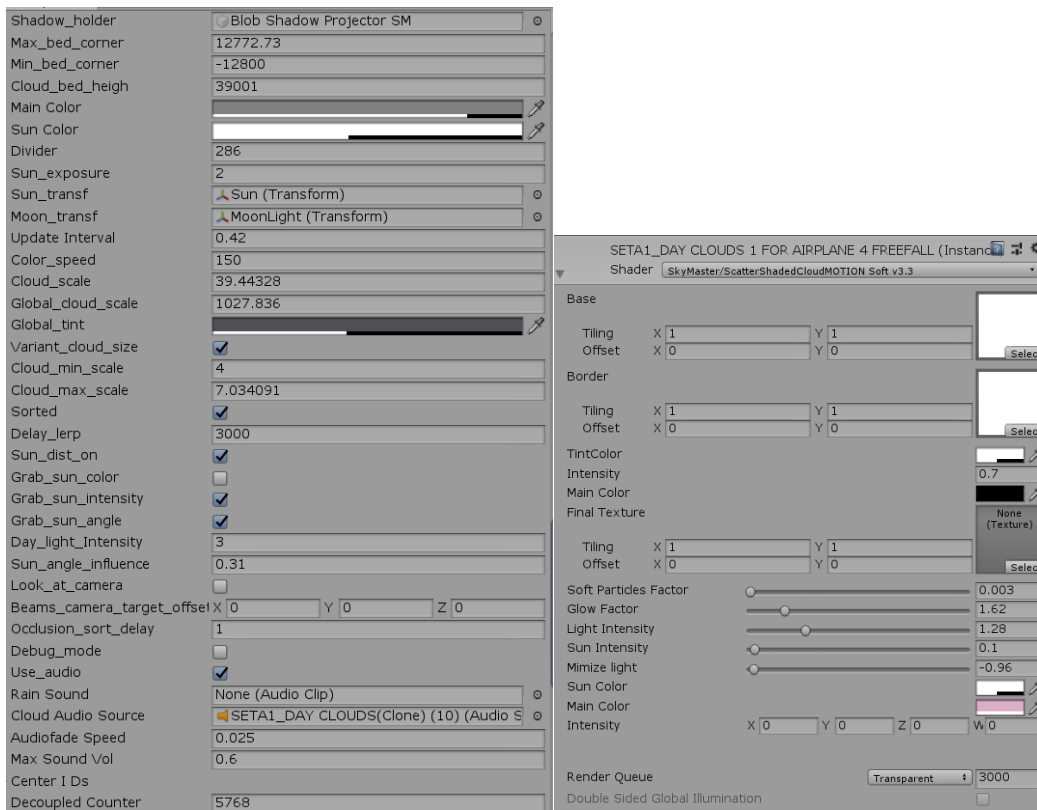 Shadow_holder Blob Shadow Projector SM
Max_bed_corner 12772.73
Min_bed_corner -12800
Cloud_bed_heigh 39001
Main Color
Sun Color
Divider 286
Sun_exposure 2
Sun_transf Sun (Transform)
Moon_transf MoonLight (Transform)
Update Interval 0.42
Color_speed 150
Cloud_scale 39.44328
Global_cloud_scale 1027.836
Global_tint
Variant_cloud_size
Cloud_min_scale 4
Cloud_max_scale 7.034091
Sorted
Delay_lerp 3000
Sun_dist_on
Grab_sun_color
Grab_sun_intensity
Grab_sun_angle
Day_light_Intensity 3
Sun_angle_influence 0.31
Look_at_camera
Beams_camera_target_offset X 0 Y 0 Z 0
Occlusion_sort_delay 1
Debug_mode
Use_audio
Rain Sound None (Audio Clip)
Cloud Audio Source SETA1_DAY CLOUDS(Clone) (10) (Audio S
Audiofade Speed 0.025
Max Sound Vol 0.6
Center I Ds
Decoupled Counter 5768
SETA1_DAY CLOUDS 1 FOR AIRPLANE 4 FREEFALL (Instanc
Shader SkyMaster/ScatterShadedCloudMOTION Soft v3.3
Base
Tiling X 1 Y 1
Offset X 0 Y 0
Selec
Border
Tiling X 1 Y 1
Offset X 0 Y 0
Selec
TintColor
Intensity 0.7
Main Color
Final Texture
None
(Texture)
Tiling X 1 Y 1
Offset X 0 Y 0
Selec
Soft Particles Factor 0.003
Glow Factor 1.62
Light Intensity 1.28
Sun Intensity 0.1
Mimize light -0.96
Sun Color
Main Color
Intensity X 0 Y 0 Z 0 W 0
Render Queue Transparent 3000
Double Sided Global Illumination